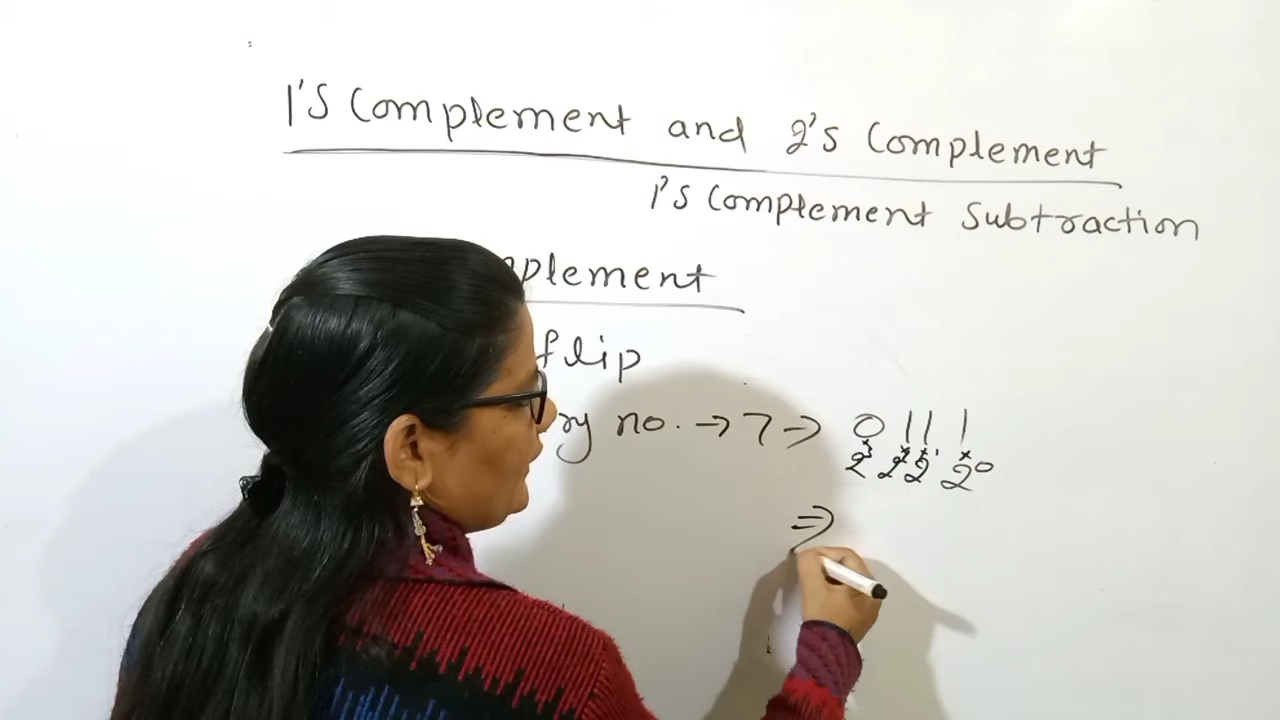 1's Complement and 2's Complement
1's Complement Subtraction
mplement
flip
ry no. → 7 ⇒ 0 1 1 1
2³ 2² 2¹ 2⁰
⇒